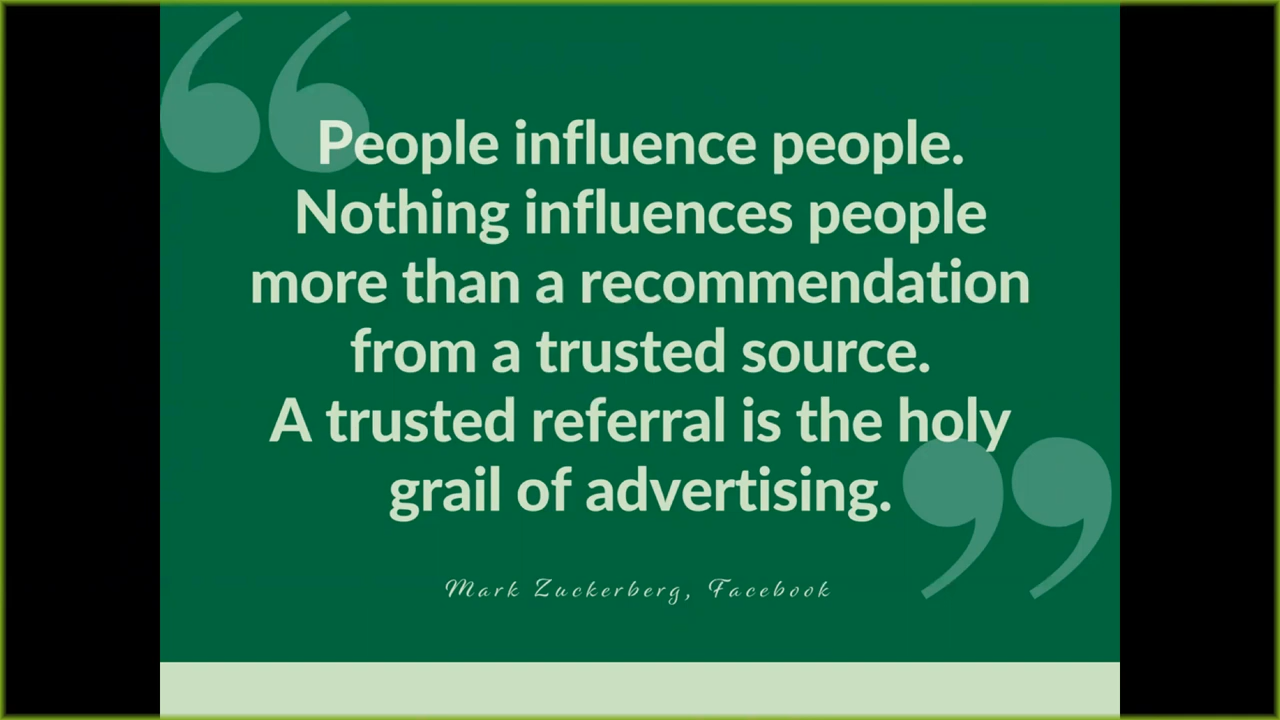 People influence people.
Nothing influences people
more than a recommendation
from a trusted source.
A trusted referral is the holy
grail of advertising.
Mark Zuckerberg, Facebook